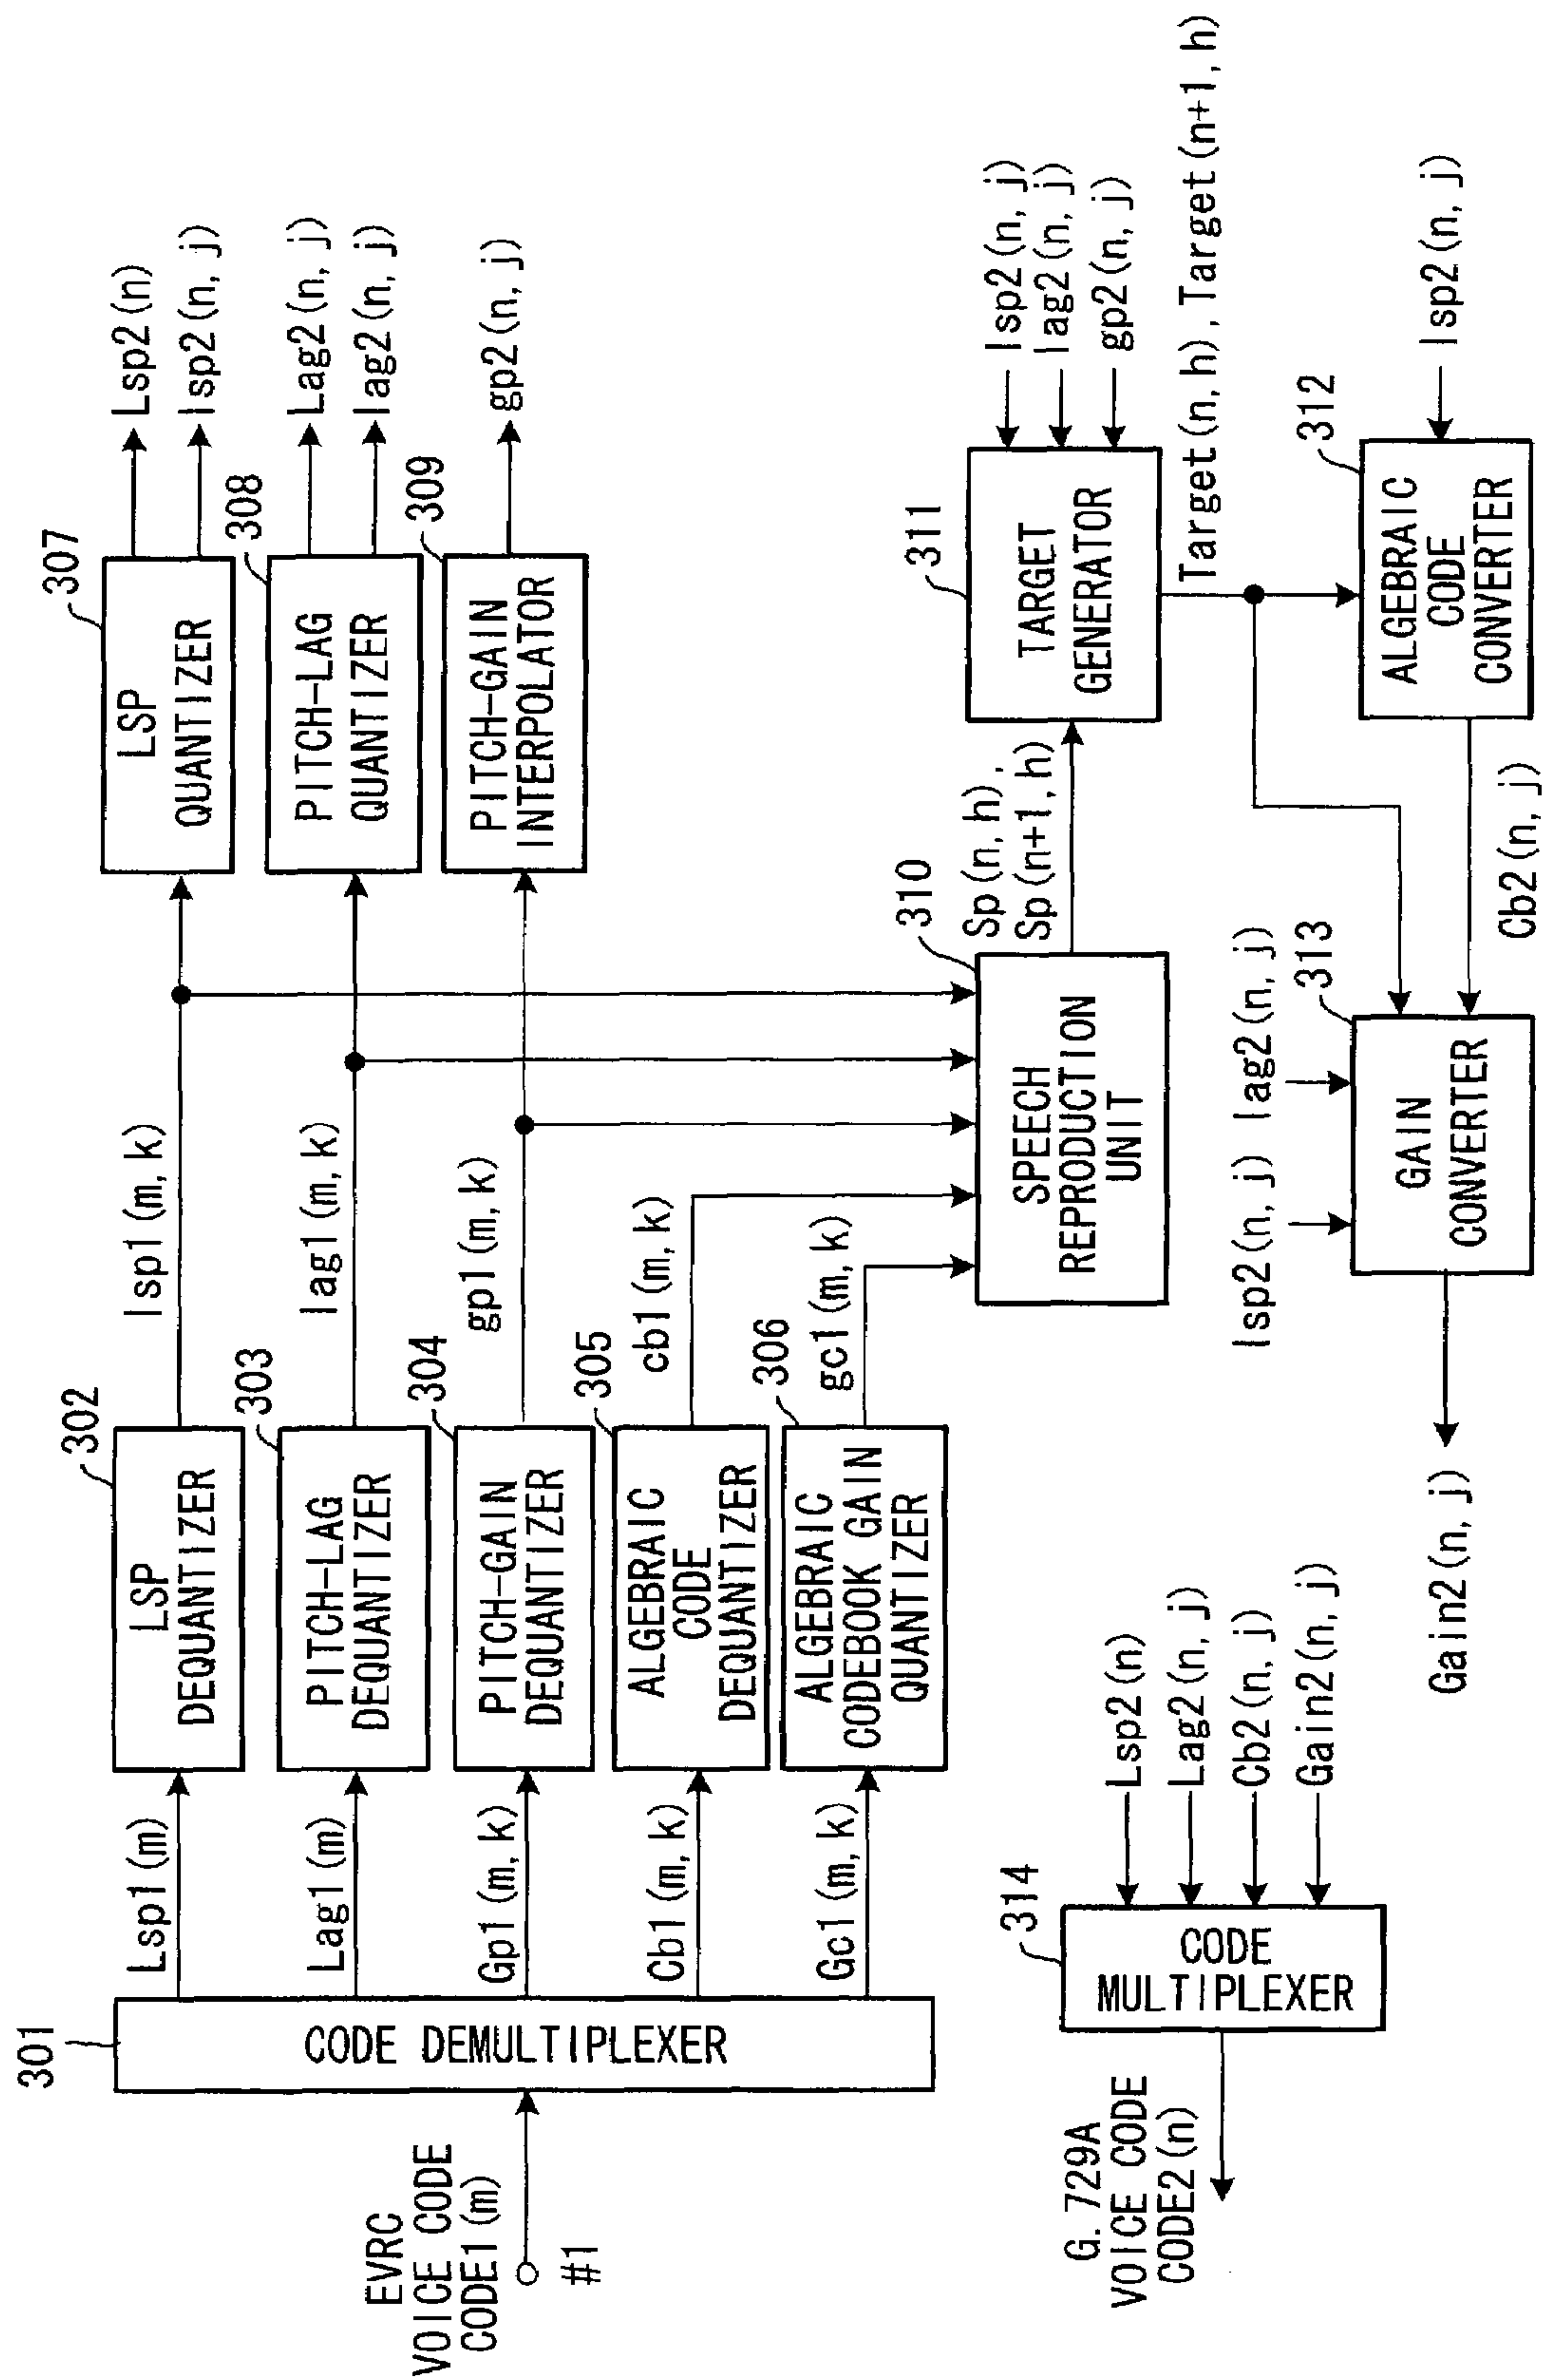 EVRC
VOICE CODE
CODE1(m)
#1
301
CODE DEMULTIPLEXER
Lsp1(m)
Lag1(m)
Gp1(m, k)
Cb1(m, k)
Gc1(m, k)
302
LSP
DEQUANTIZER
303
PITCH-LAG
DEQUANTIZER
304
PITCH-GAIN
DEQUANTIZER
305
ALGEBRAIC
CODE
DEQUANTIZER
306
ALGEBRAIC
CODEBOOK GAIN
QUANTIZER
lsp1(m, k)
lag1(m, k)
gp1(m, k)
cb1(m, k)
gc1(m, k)
307
LSP
QUANTIZER
308
PITCH-LAG
QUANTIZER
309
PITCH-GAIN
INTERPOLATOR
Lsp2(n)
lsp2(n, j)
Lag2(n, j)
lag2(n, j)
gp2(n, j)
310
SPEECH
REPRODUCTION
UNIT
Sp(n, h),
Sp(n+1, h)
311
TARGET
GENERATOR
lsp2(n, j)
lag2(n, j)
gp2(n, j)
Target(n, h), Target(n+1, h)
312
ALGEBRAIC
CODE
CONVERTER
lsp2(n, j)
Cb2(n, j)
313
GAIN
CONVERTER
lsp2(n, j) lag2(n, j)
Gain2(n, j)
314
CODE
MULTIPLEXER
Lsp2(n)
Lag2(n, j)
Cb2(n, j)
Gain2(n, j)
G. 729A
VOICE CODE
CODE2(n)